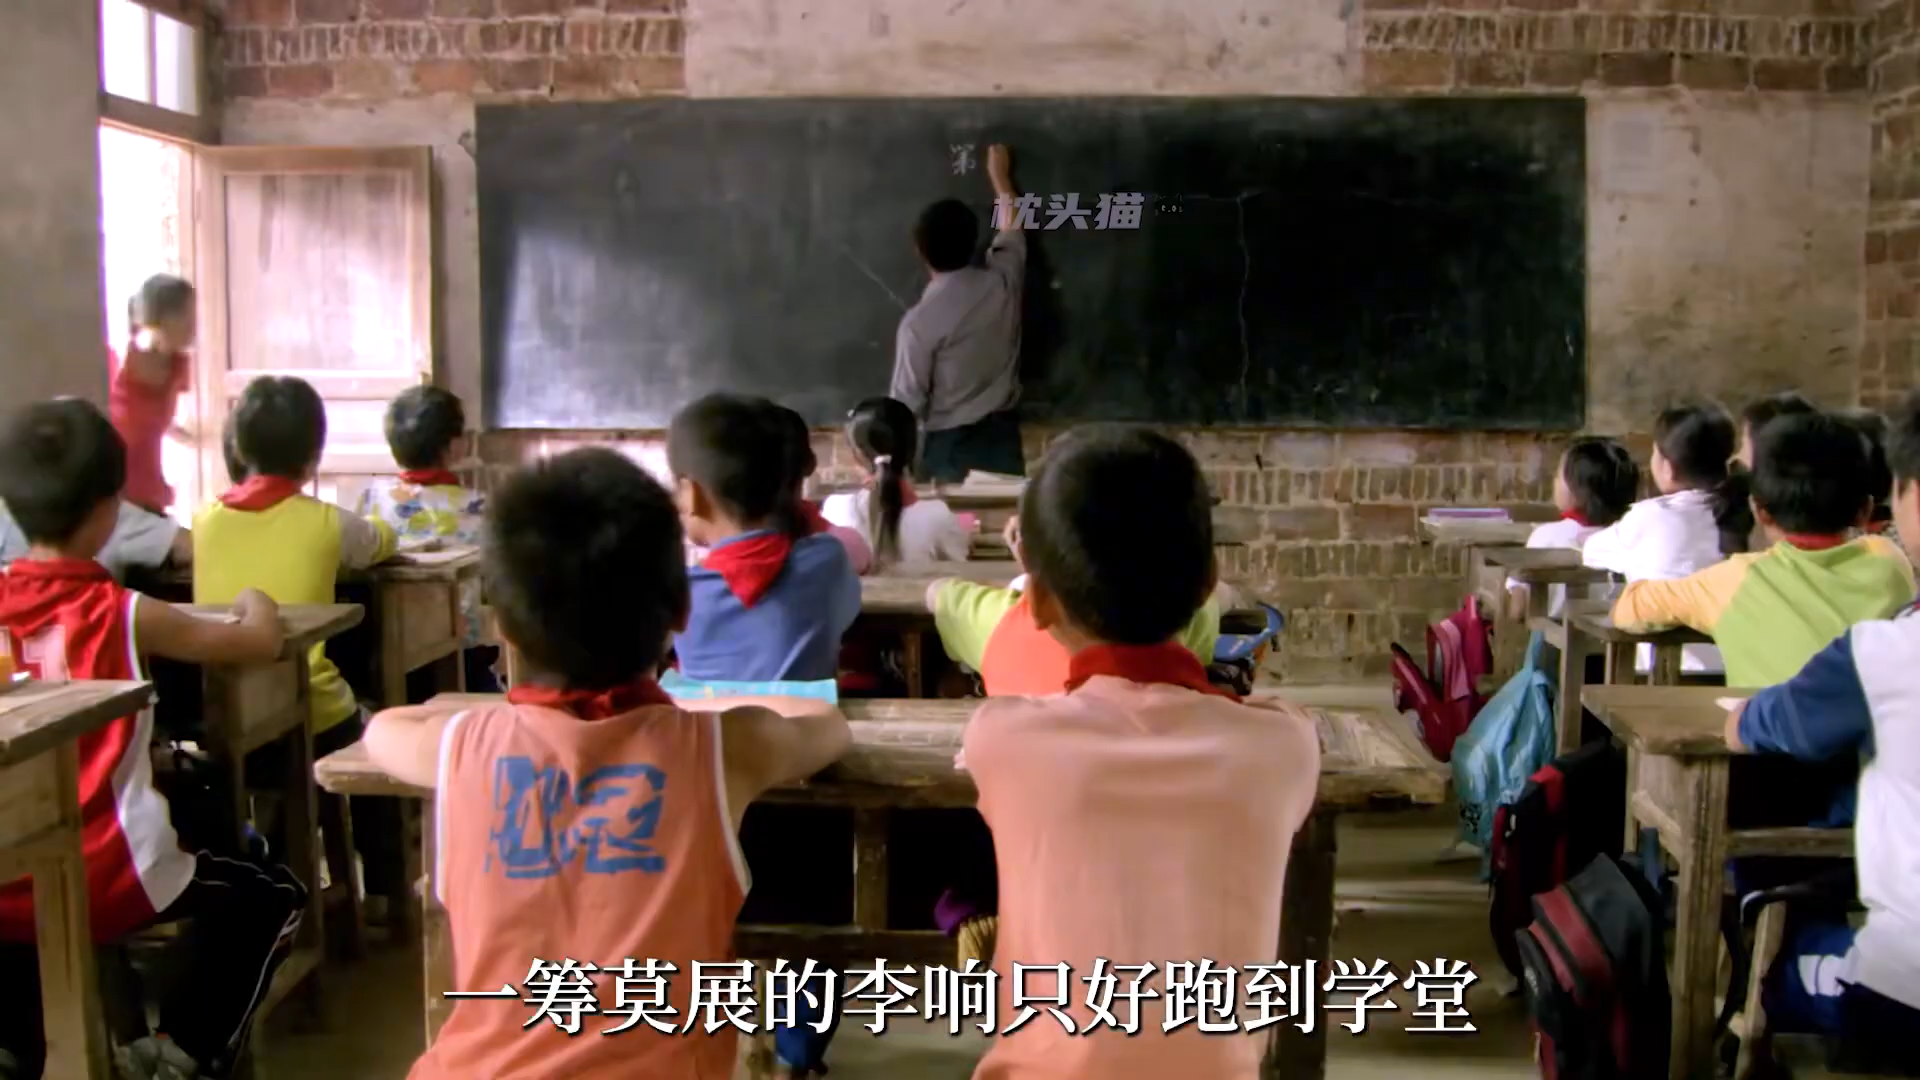 第
枕头猫
一筹莫展的李响只好跑到学堂